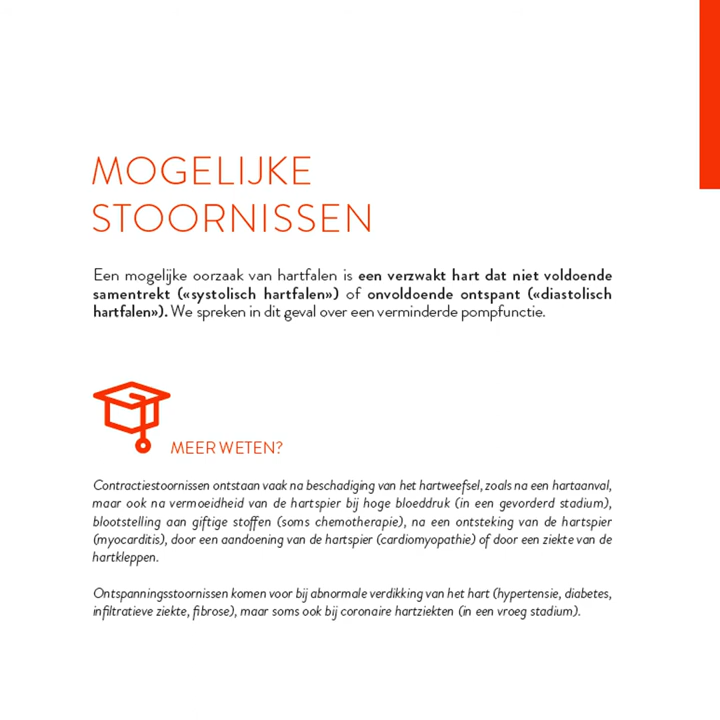 MOGELIJKE
STOORNISSEN
Een mogelijke oorzaak van hartfalen is een verzwakt hart dat niet voldoende
samentrekt («systolisch hartfalen») of onvoldoende ontspant («diastolisch
hartfalen»). We spreken in dit geval over een verminderde pompfunctie.
MEER WETEN?
Contractiestoornissen ontstaan vaak na beschadiging van het hartweefsel, zoals na een hartaanval,
maar ook na vermoeidheid van de hartspier bij hoge bloeddruk (in een gevorderd stadium),
blootstelling aan giftige stoffen (soms chemotherapie), na een ontsteking van de hartspier
(myocarditis), door een aandoening van de hartspier (cardiomyopathie) of door een ziekte van de
hartkleppen.
Ontspanningsstoornissen komen voor bij abnormale verdikking van het hart (hypertensie, diabetes,
infiltratieve ziekte, fibrose), maar soms ook bij coronaire hartziekten (in een vroeg stadium).